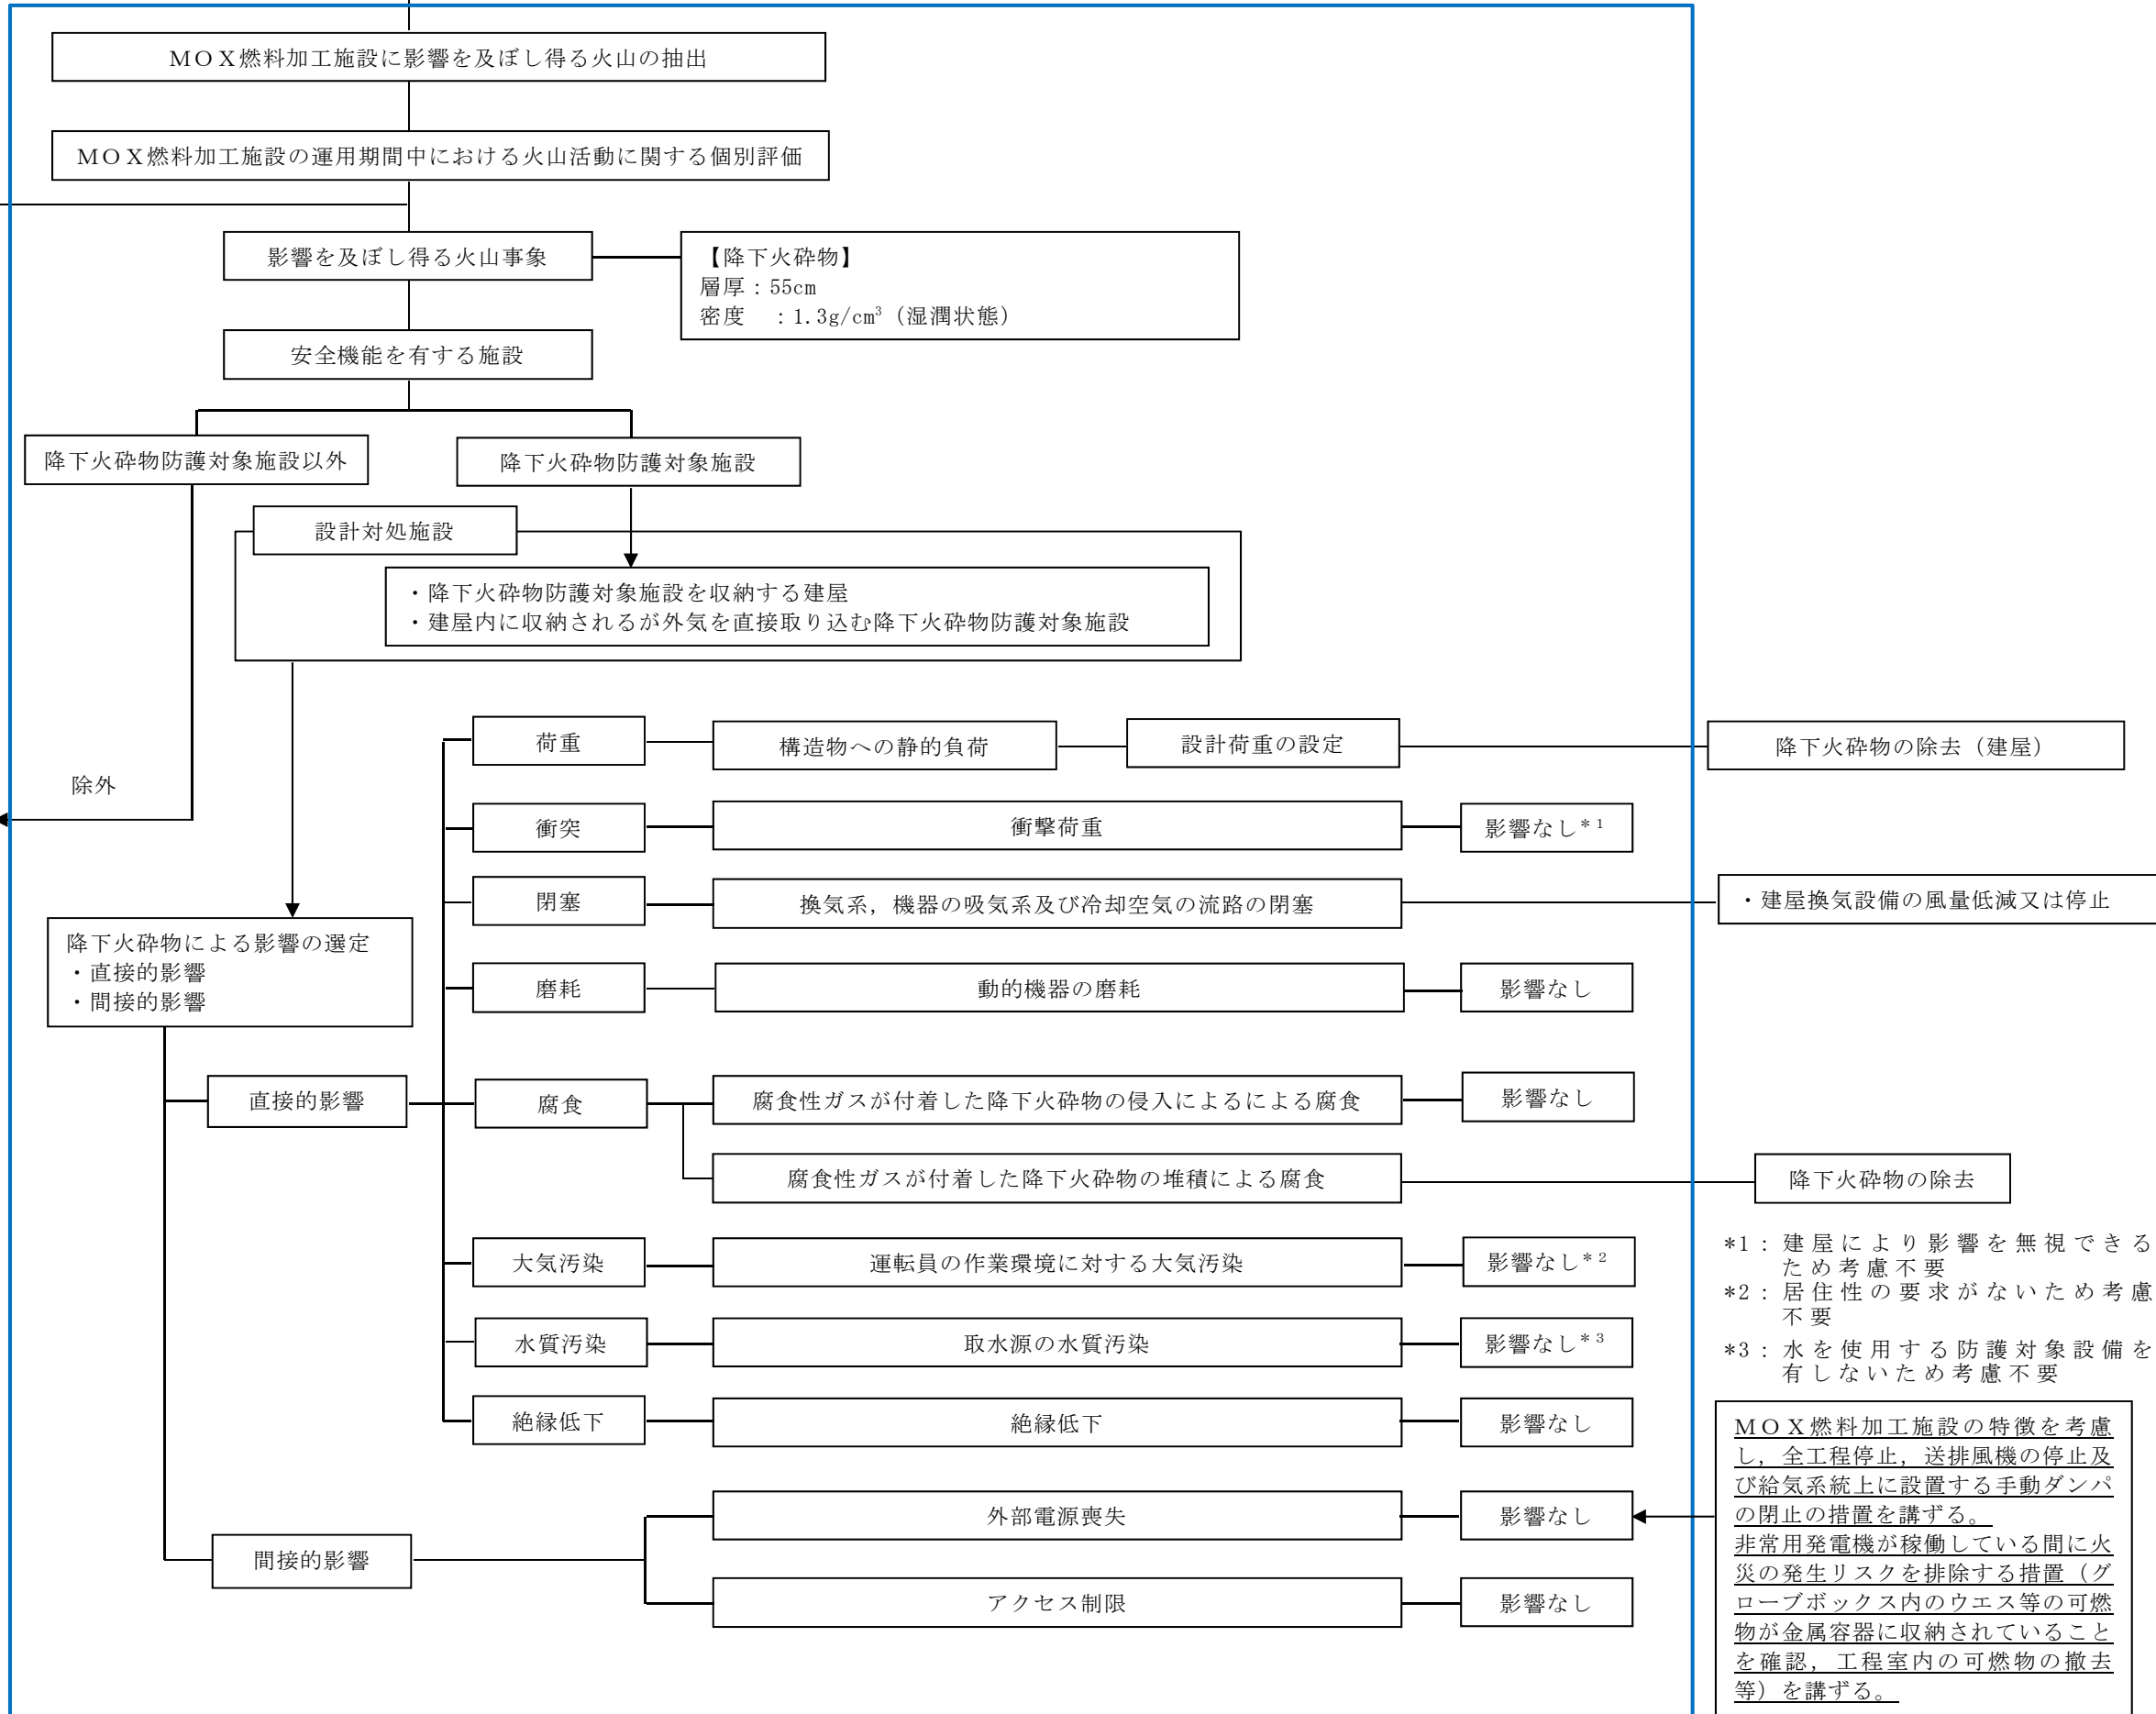 ＭＯＸ燃料加工施設に影響を及ぼし得る火山の抽出
ＭＯＸ燃料加工施設の運用期間中における火山活動に関する個別評価
影響を及ぼし得る火山事象
【降下火砕物】
層厚：55cm
密度　：1.3g/cm³（湿潤状態）
安全機能を有する施設
降下火砕物防護対象施設以外
降下火砕物防護対象施設
設計対処施設
・降下火砕物防護対象施設を収納する建屋
・建屋内に収納されるが外気を直接取り込む降下火砕物防護対象施設
除外
荷重
構造物への静的負荷
設計荷重の設定
降下火砕物の除去（建屋）
衝突
衝撃荷重
影響なし＊１
閉塞
換気系，機器の吸気系及び冷却空気の流路の閉塞
・建屋換気設備の風量低減又は停止
降下火砕物による影響の選定
・直接的影響
・間接的影響
磨耗
動的機器の磨耗
影響なし
直接的影響
腐食
腐食性ガスが付着した降下火砕物の侵入によるによる腐食
影響なし
腐食性ガスが付着した降下火砕物の堆積による腐食
降下火砕物の除去
大気汚染
運転員の作業環境に対する大気汚染
影響なし＊２
水質汚染
取水源の水質汚染
影響なし＊３
*1：建屋により影響を無視できる
ため考慮不要
*2：居住性の要求がないため考慮
不要
*3：水を使用する防護対象設備を
有しないため考慮不要
絶縁低下
絶縁低下
影響なし
間接的影響
外部電源喪失
影響なし
アクセス制限
影響なし
ＭＯＸ燃料加工施設の特徴を考慮
し，全工程停止，送排風機の停止及
び給気系統上に設置する手動ダンパ
の閉止の措置を講ずる。
非常用発電機が稼働している間に火
災の発生リスクを排除する措置（グ
ローブボックス内のウエス等の可燃
物が金属容器に収納されていること
を確認，工程室内の可燃物の撤去
等）を講ずる。